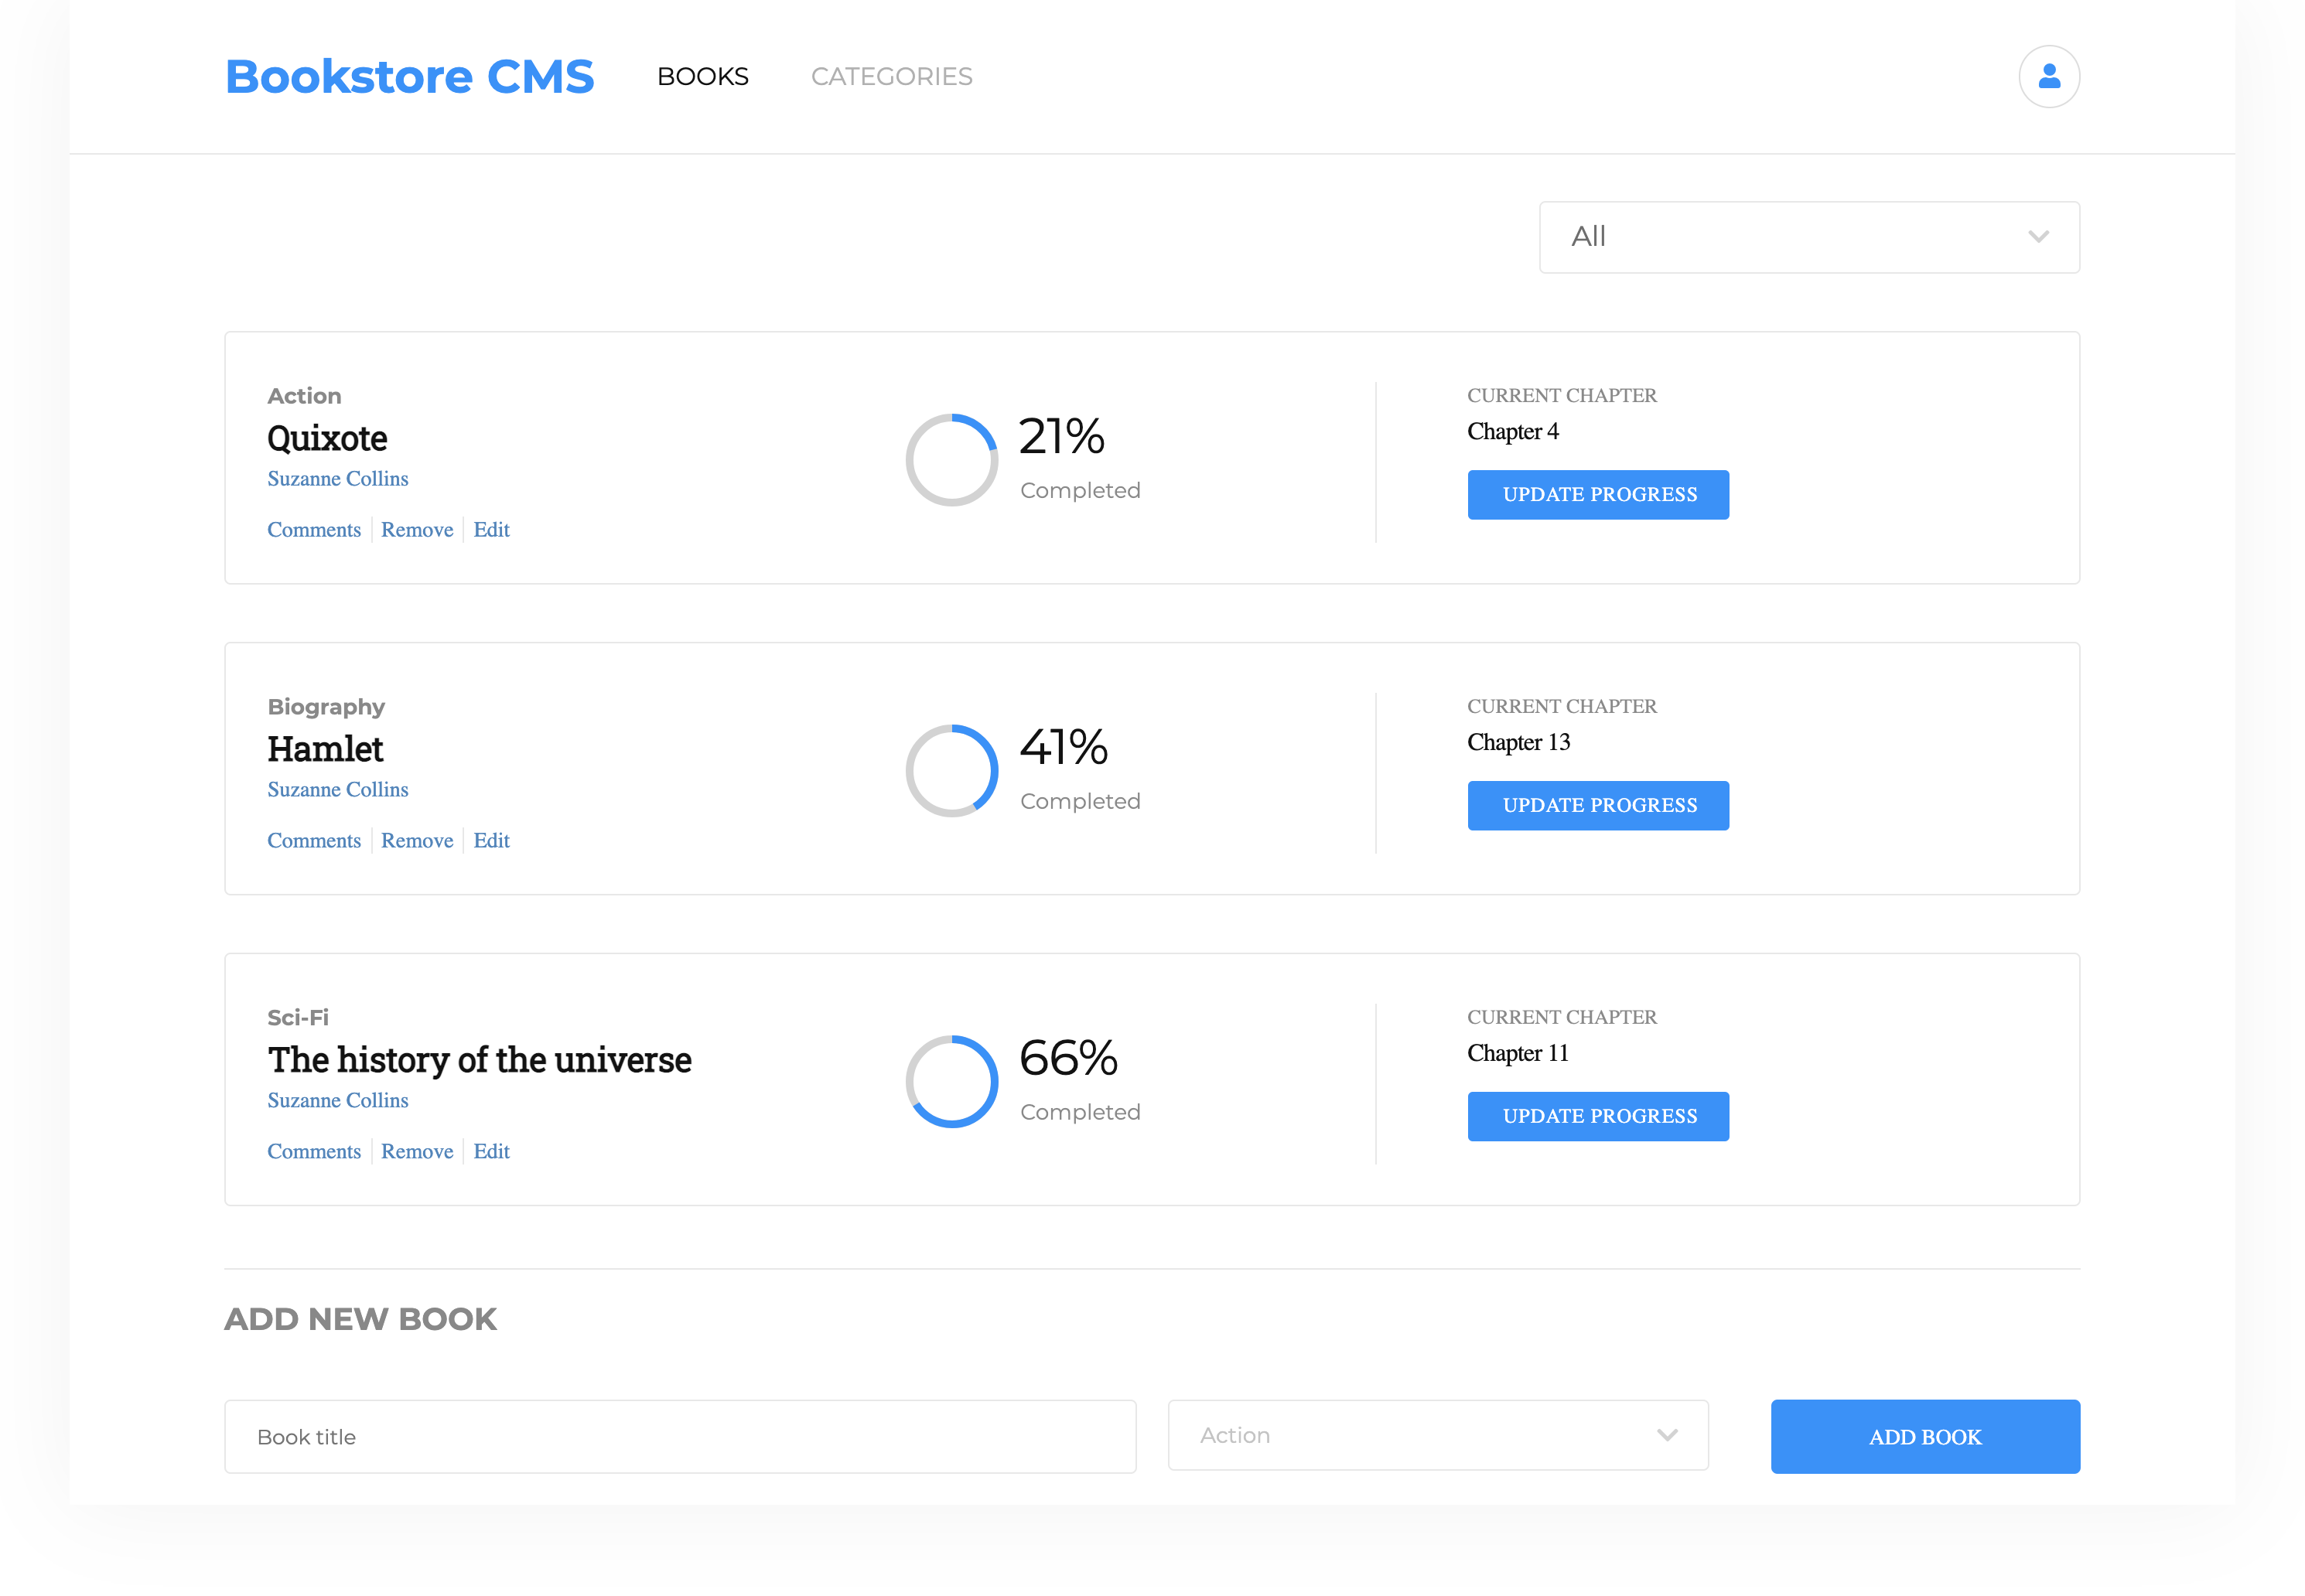 Bookstore CMS BOOKS CATEGORIES
All
Action
Quixote
Suzanne Collins
Comments Remove Edit
21%
Completed
CURRENT CHAPTER
Chapter 4
UPDATE PROGRESS
Biography
Hamlet
Suzanne Collins
Comments Remove Edit
41%
Completed
CURRENT CHAPTER
Chapter 13
UPDATE PROGRESS
Sci-Fi
The history of the universe
Suzanne Collins
Comments Remove Edit
66%
Completed
CURRENT CHAPTER
Chapter 11
UPDATE PROGRESS
ADD NEW BOOK
Book title
Action
ADD BOOK